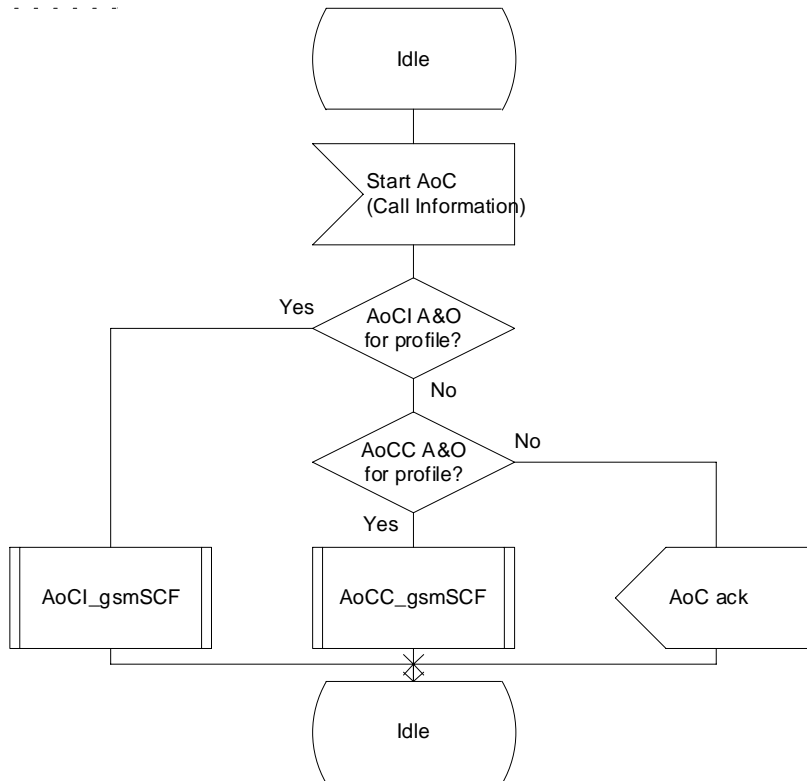 Idle
Start AoC
(Call Information)
Yes
AoCI A&O
for profile?
No
AoCC A&O
for profile?
No
Yes
AoCI_gsmSCF
AoCC_gsmSCF
AoC ack
Idle